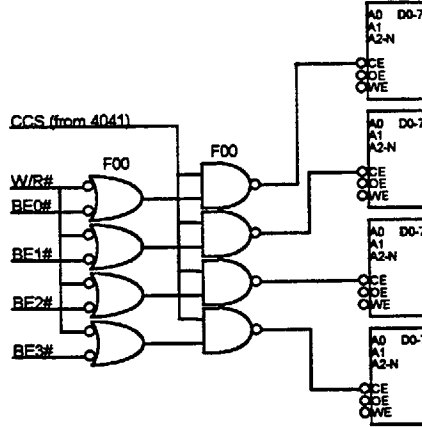 A0 D0-7
A1
A2-N
CE
OE
WE
CCS (from 4041)
A0 D0-7
A1
A2-N
F00
F00
CE
OE
WE
W/R#
BE0#
A0 D0-7
A1
A2-N
BE1#
CE
OE
WE
BE2#
A0 D0-7
A1
A2-N
BE3#
CE
OE
WE